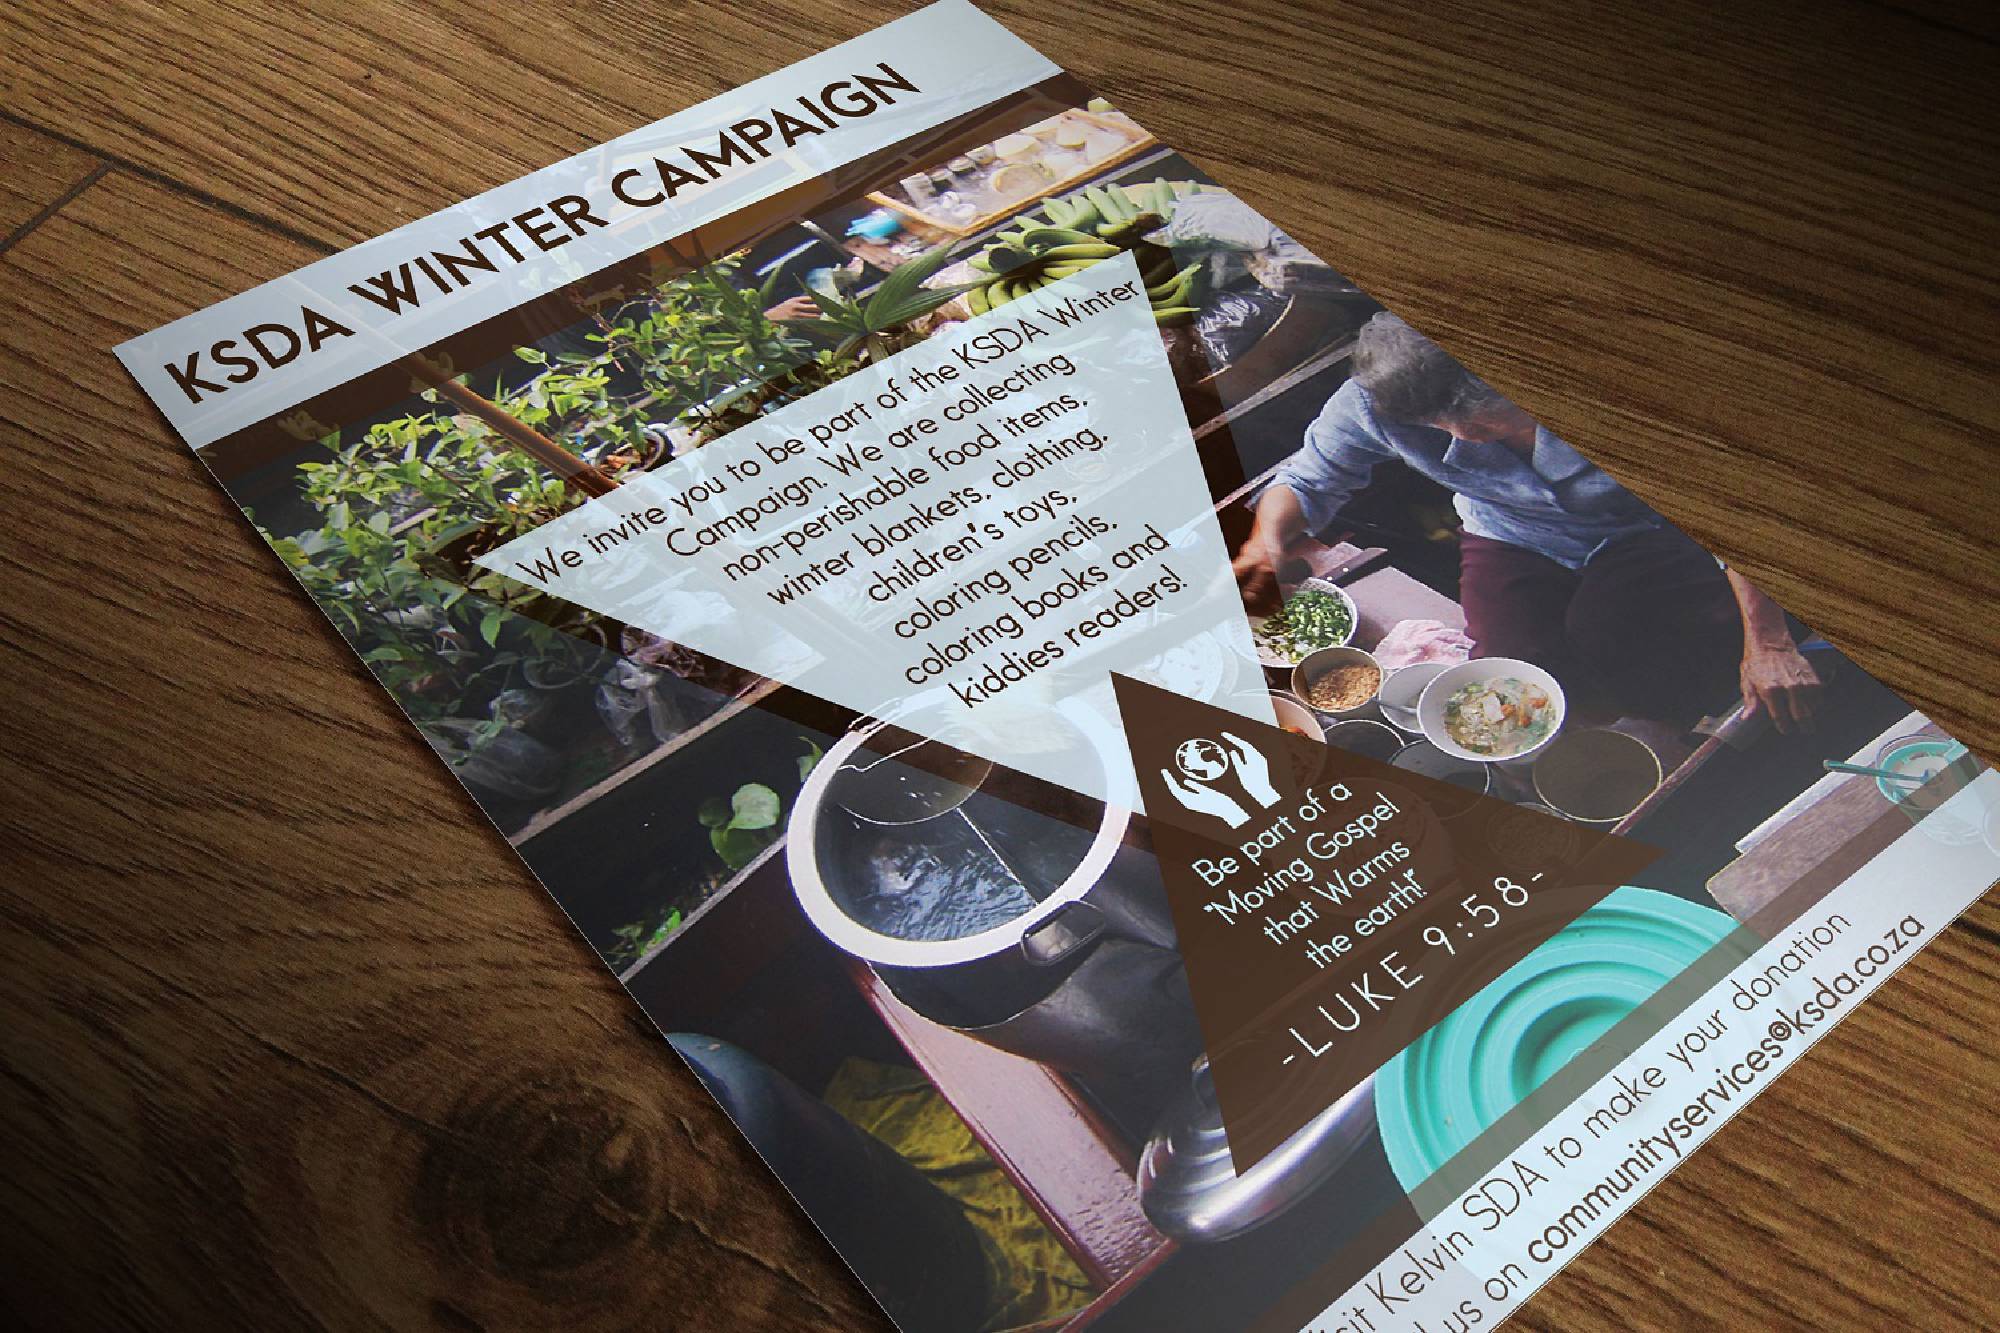 KSDA WINTER CAMPAIGN
We invite you to be part of the KSDA Winter
Campaign. We are collecting
non-perishable food items,
winter blankets, clothing,
children's toys,
coloring pencils,
coloring books and
kiddies readers!
Be part of a
"Moving Gospel
that Warms
the earth!"
-LUKE 9:58-
Kelvin SDA to make your donation
us on communityservices@ksda.co.za